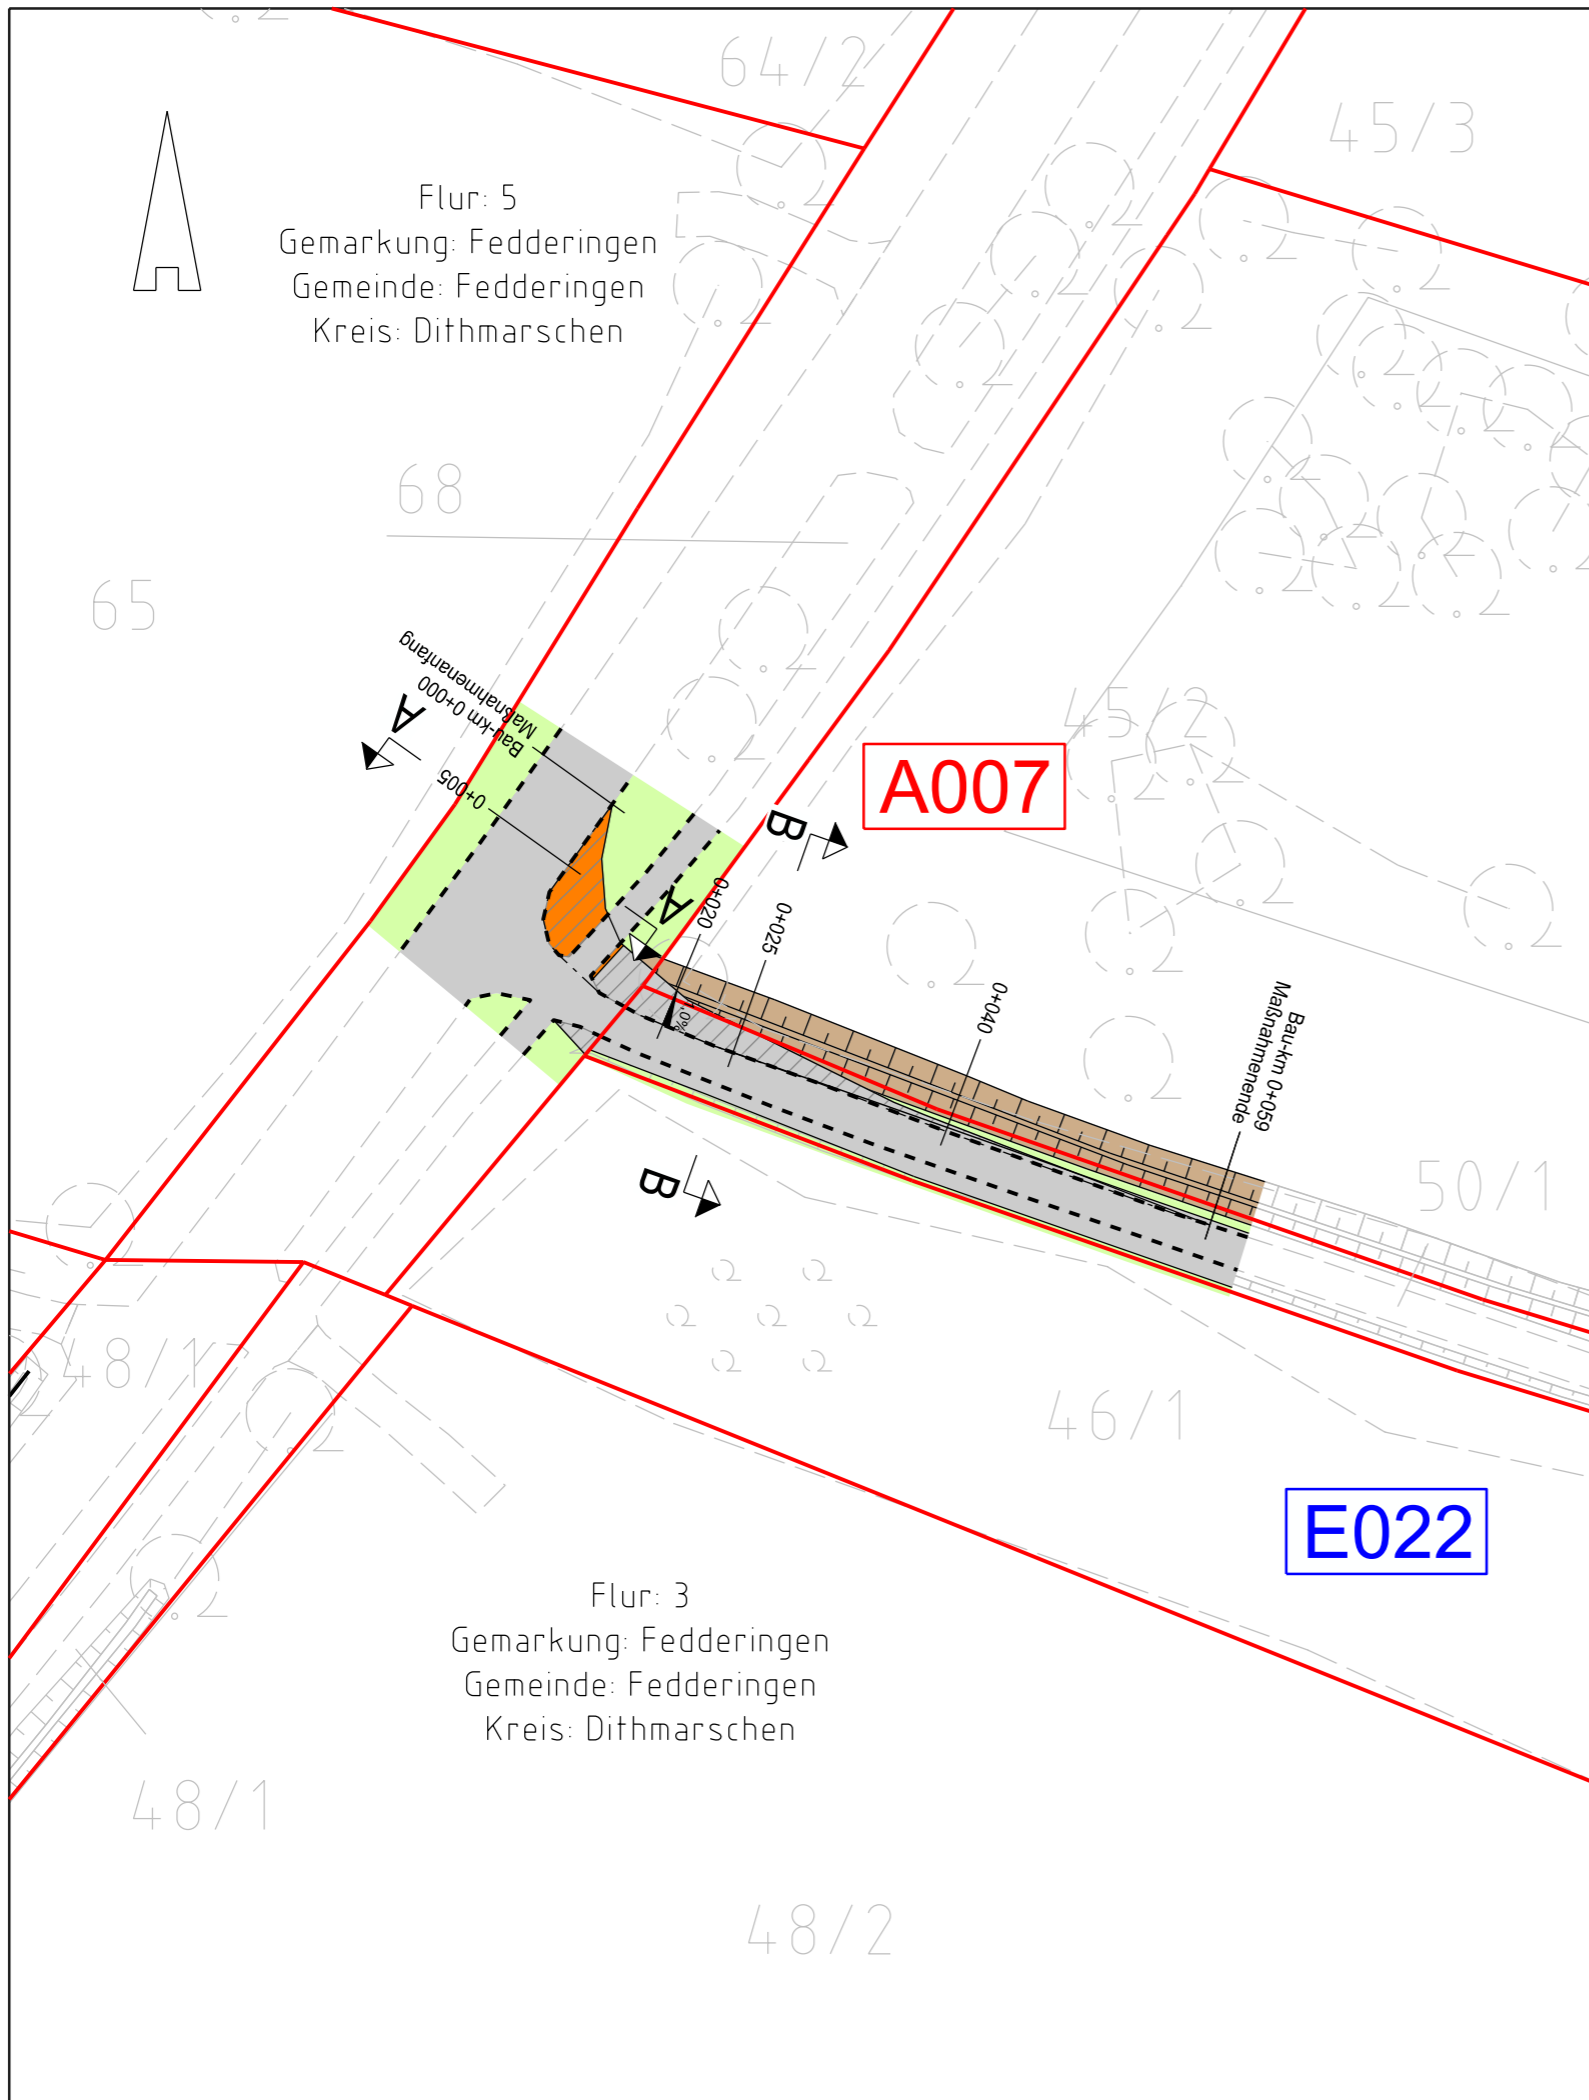 64/2
45/3
Flur: 5
Gemarkung: Fedderingen
Gemeinde: Fedderingen
Kreis: Dithmarschen
68
65
Maßnahmenanfang
Bau-km 0+000
A
0+005
45/2
A007
B
A
0+020
0+025
0+040
Bau-km 0+059
Maßnahmenende
B
50/1
48/1
46/1
E022
Flur: 3
Gemarkung: Fedderingen
Gemeinde: Fedderingen
Kreis: Dithmarschen
48/1
48/2